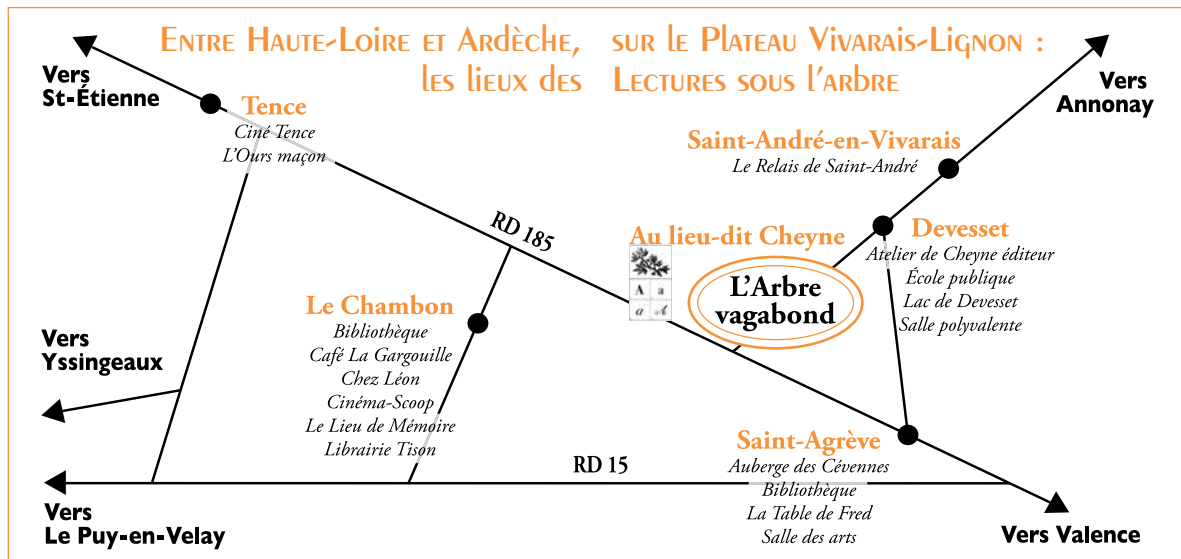 Entre Haute-Loire et Ardèche, sur le Plateau Vivarais-Lignon :
les lieux des Lectures sous l'arbre
Vers
St-Étienne
Tence
Ciné Tence
L'Ours maçon
Vers
Annonay
Saint-André-en-Vivarais
Le Relais de Saint-André
RD 185
Au lieu-dit Cheyne
A a
a A
L'Arbre
vagabond
Devesset
Atelier de Cheyne éditeur
École publique
Lac de Devesset
Salle polyvalente
Le Chambon
Bibliothèque
Café La Gargouille
Chez Léon
Cinéma-Scoop
Le Lieu de Mémoire
Librairie Tison
Vers
Yssingeaux
Saint-Agrève
Auberge des Cévennes
Bibliothèque
La Table de Fred
Salle des arts
RD 15
Vers
Le Puy-en-Velay
Vers Valence